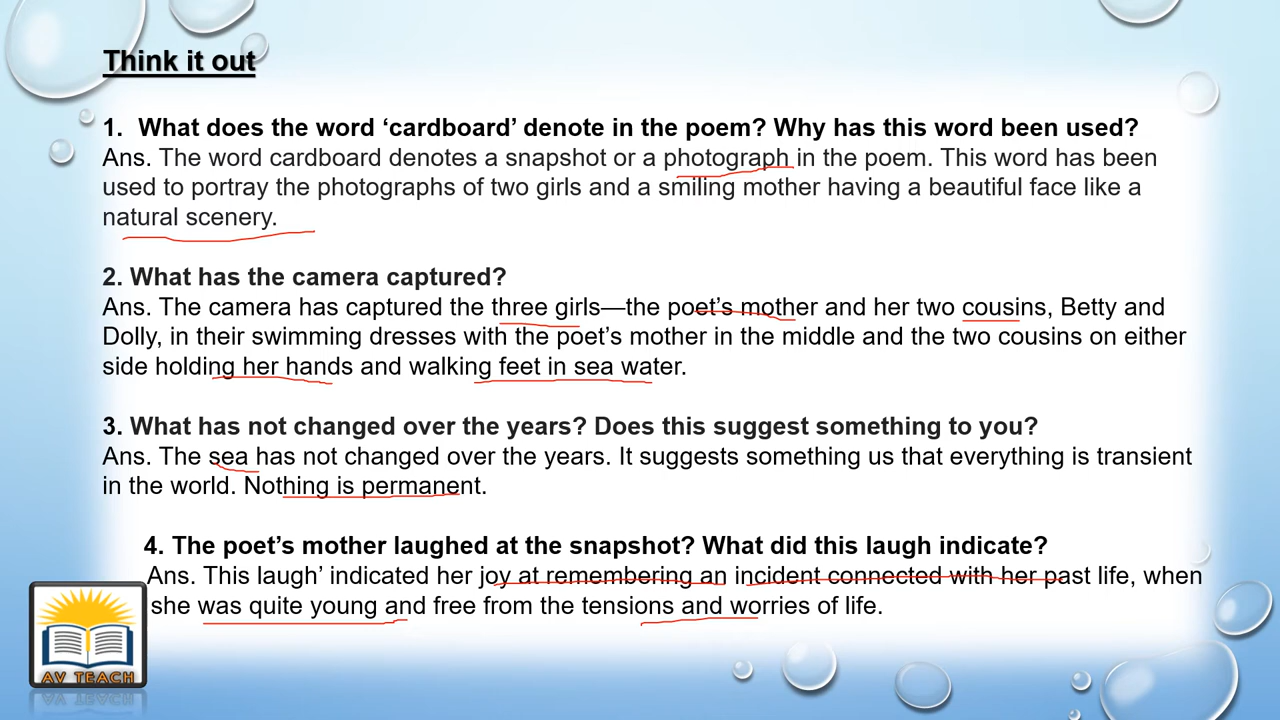 Think it out
1. What does the word ‘cardboard’ denote in the poem? Why has this word been used?
Ans. The word cardboard denotes a snapshot or a photograph in the poem. This word has been
used to portray the photographs of two girls and a smiling mother having a beautiful face like a
natural scenery.
2. What has the camera captured?
Ans. The camera has captured the three girls—the poet’s mother and her two cousins, Betty and
Dolly, in their swimming dresses with the poet’s mother in the middle and the two cousins on either
side holding her hands and walking feet in sea water.
3. What has not changed over the years? Does this suggest something to you?
Ans. The sea has not changed over the years. It suggests something us that everything is transient
in the world. Nothing is permanent.
4. The poet’s mother laughed at the snapshot? What did this laugh indicate?
Ans. This laugh’ indicated her joy at remembering an incident connected with her past life, when
she was quite young and free from the tensions and worries of life.
AV TEACH